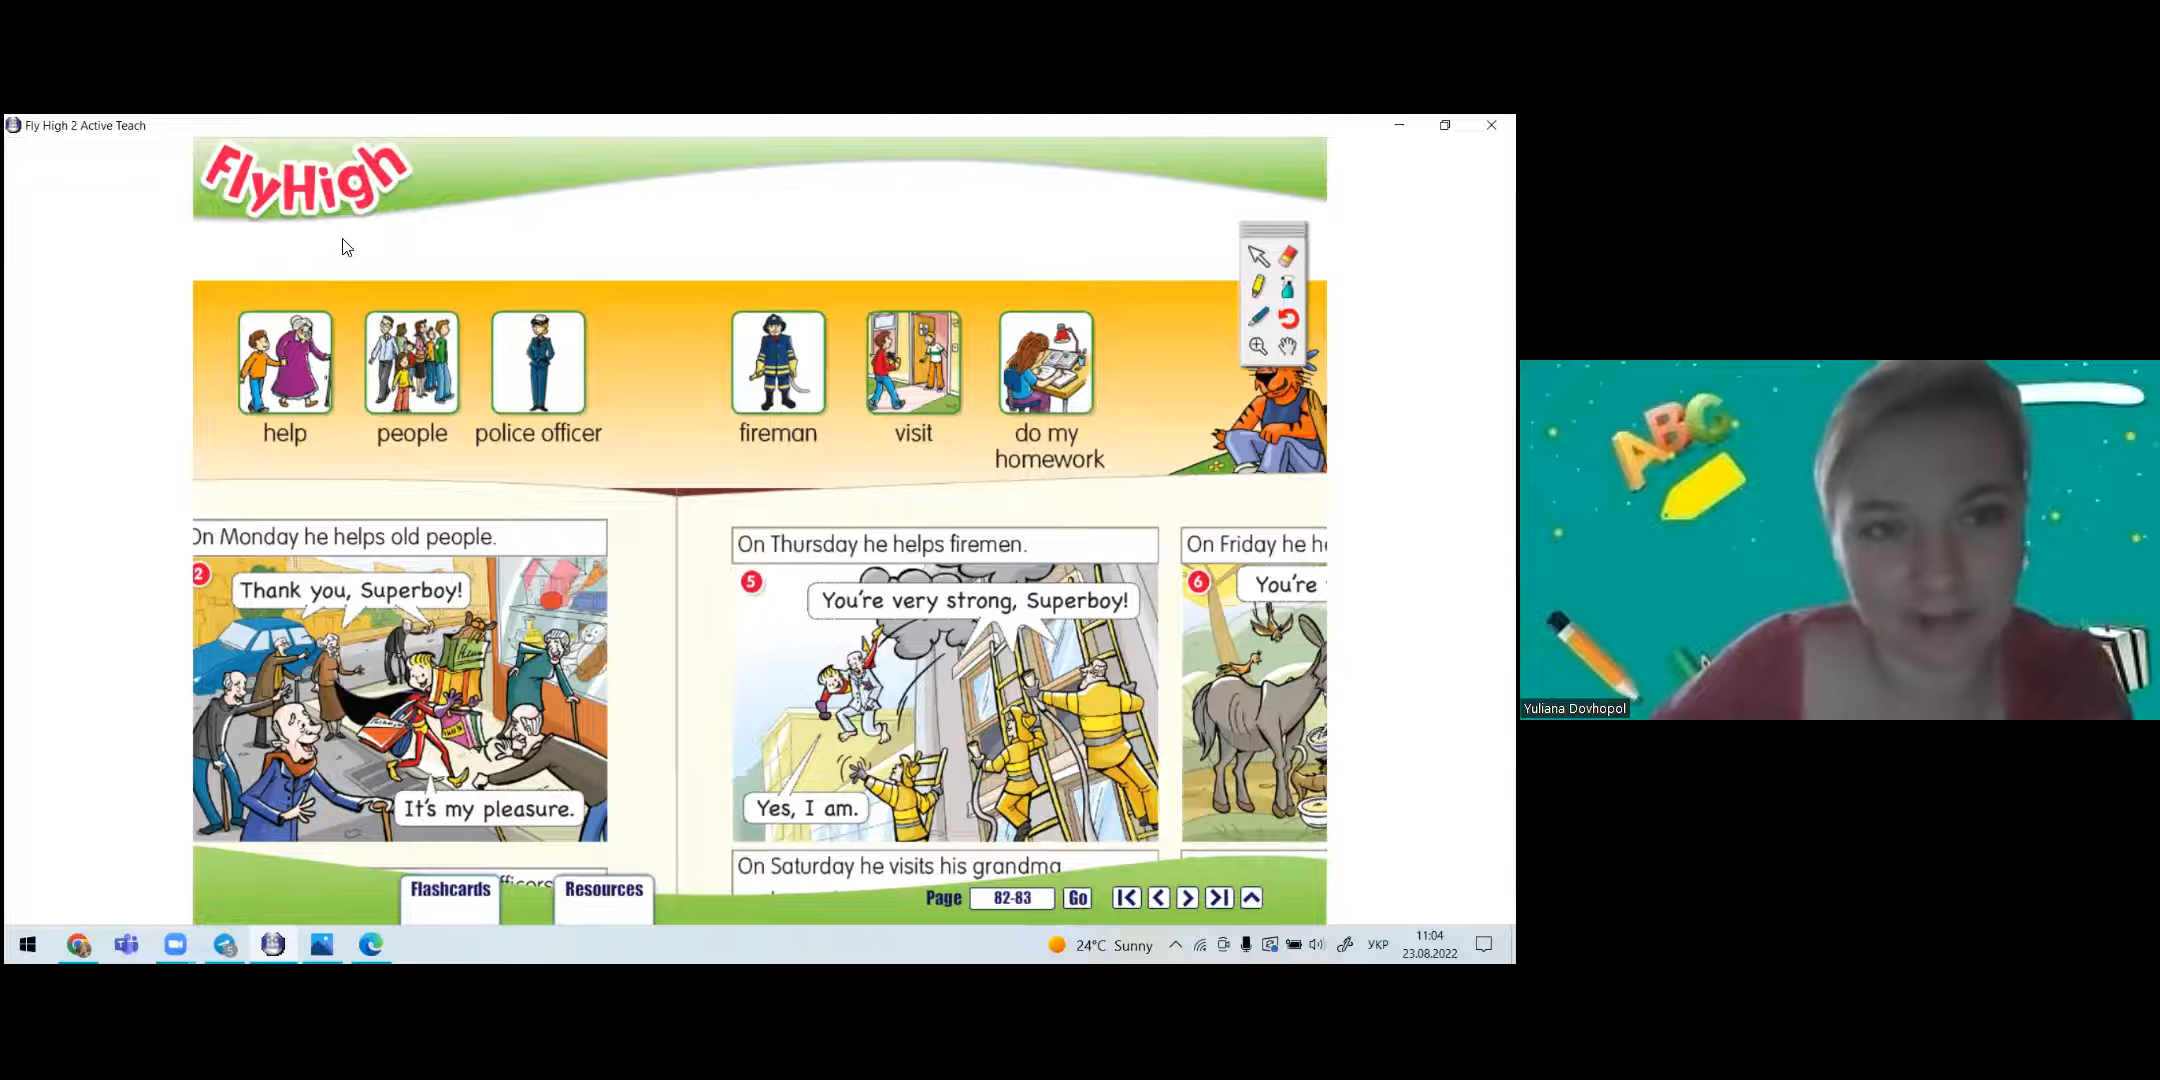 Fly High 2 Active Teach
FlyHigh
help
people
police officer
fireman
visit
do my
homework
On Monday he helps old people.
2
Thank you, Superboy!
It's my pleasure.
On Thursday he helps firemen.
5
You're very strong, Superboy!
Yes, I am.
On Friday he
6
You're
On Saturday he visits his grandma
Flashcards
Resources
Page
82-83
Go
24°C Sunny
УКР
11:04
23.08.2022
ABC
Yuliana Dovhopol